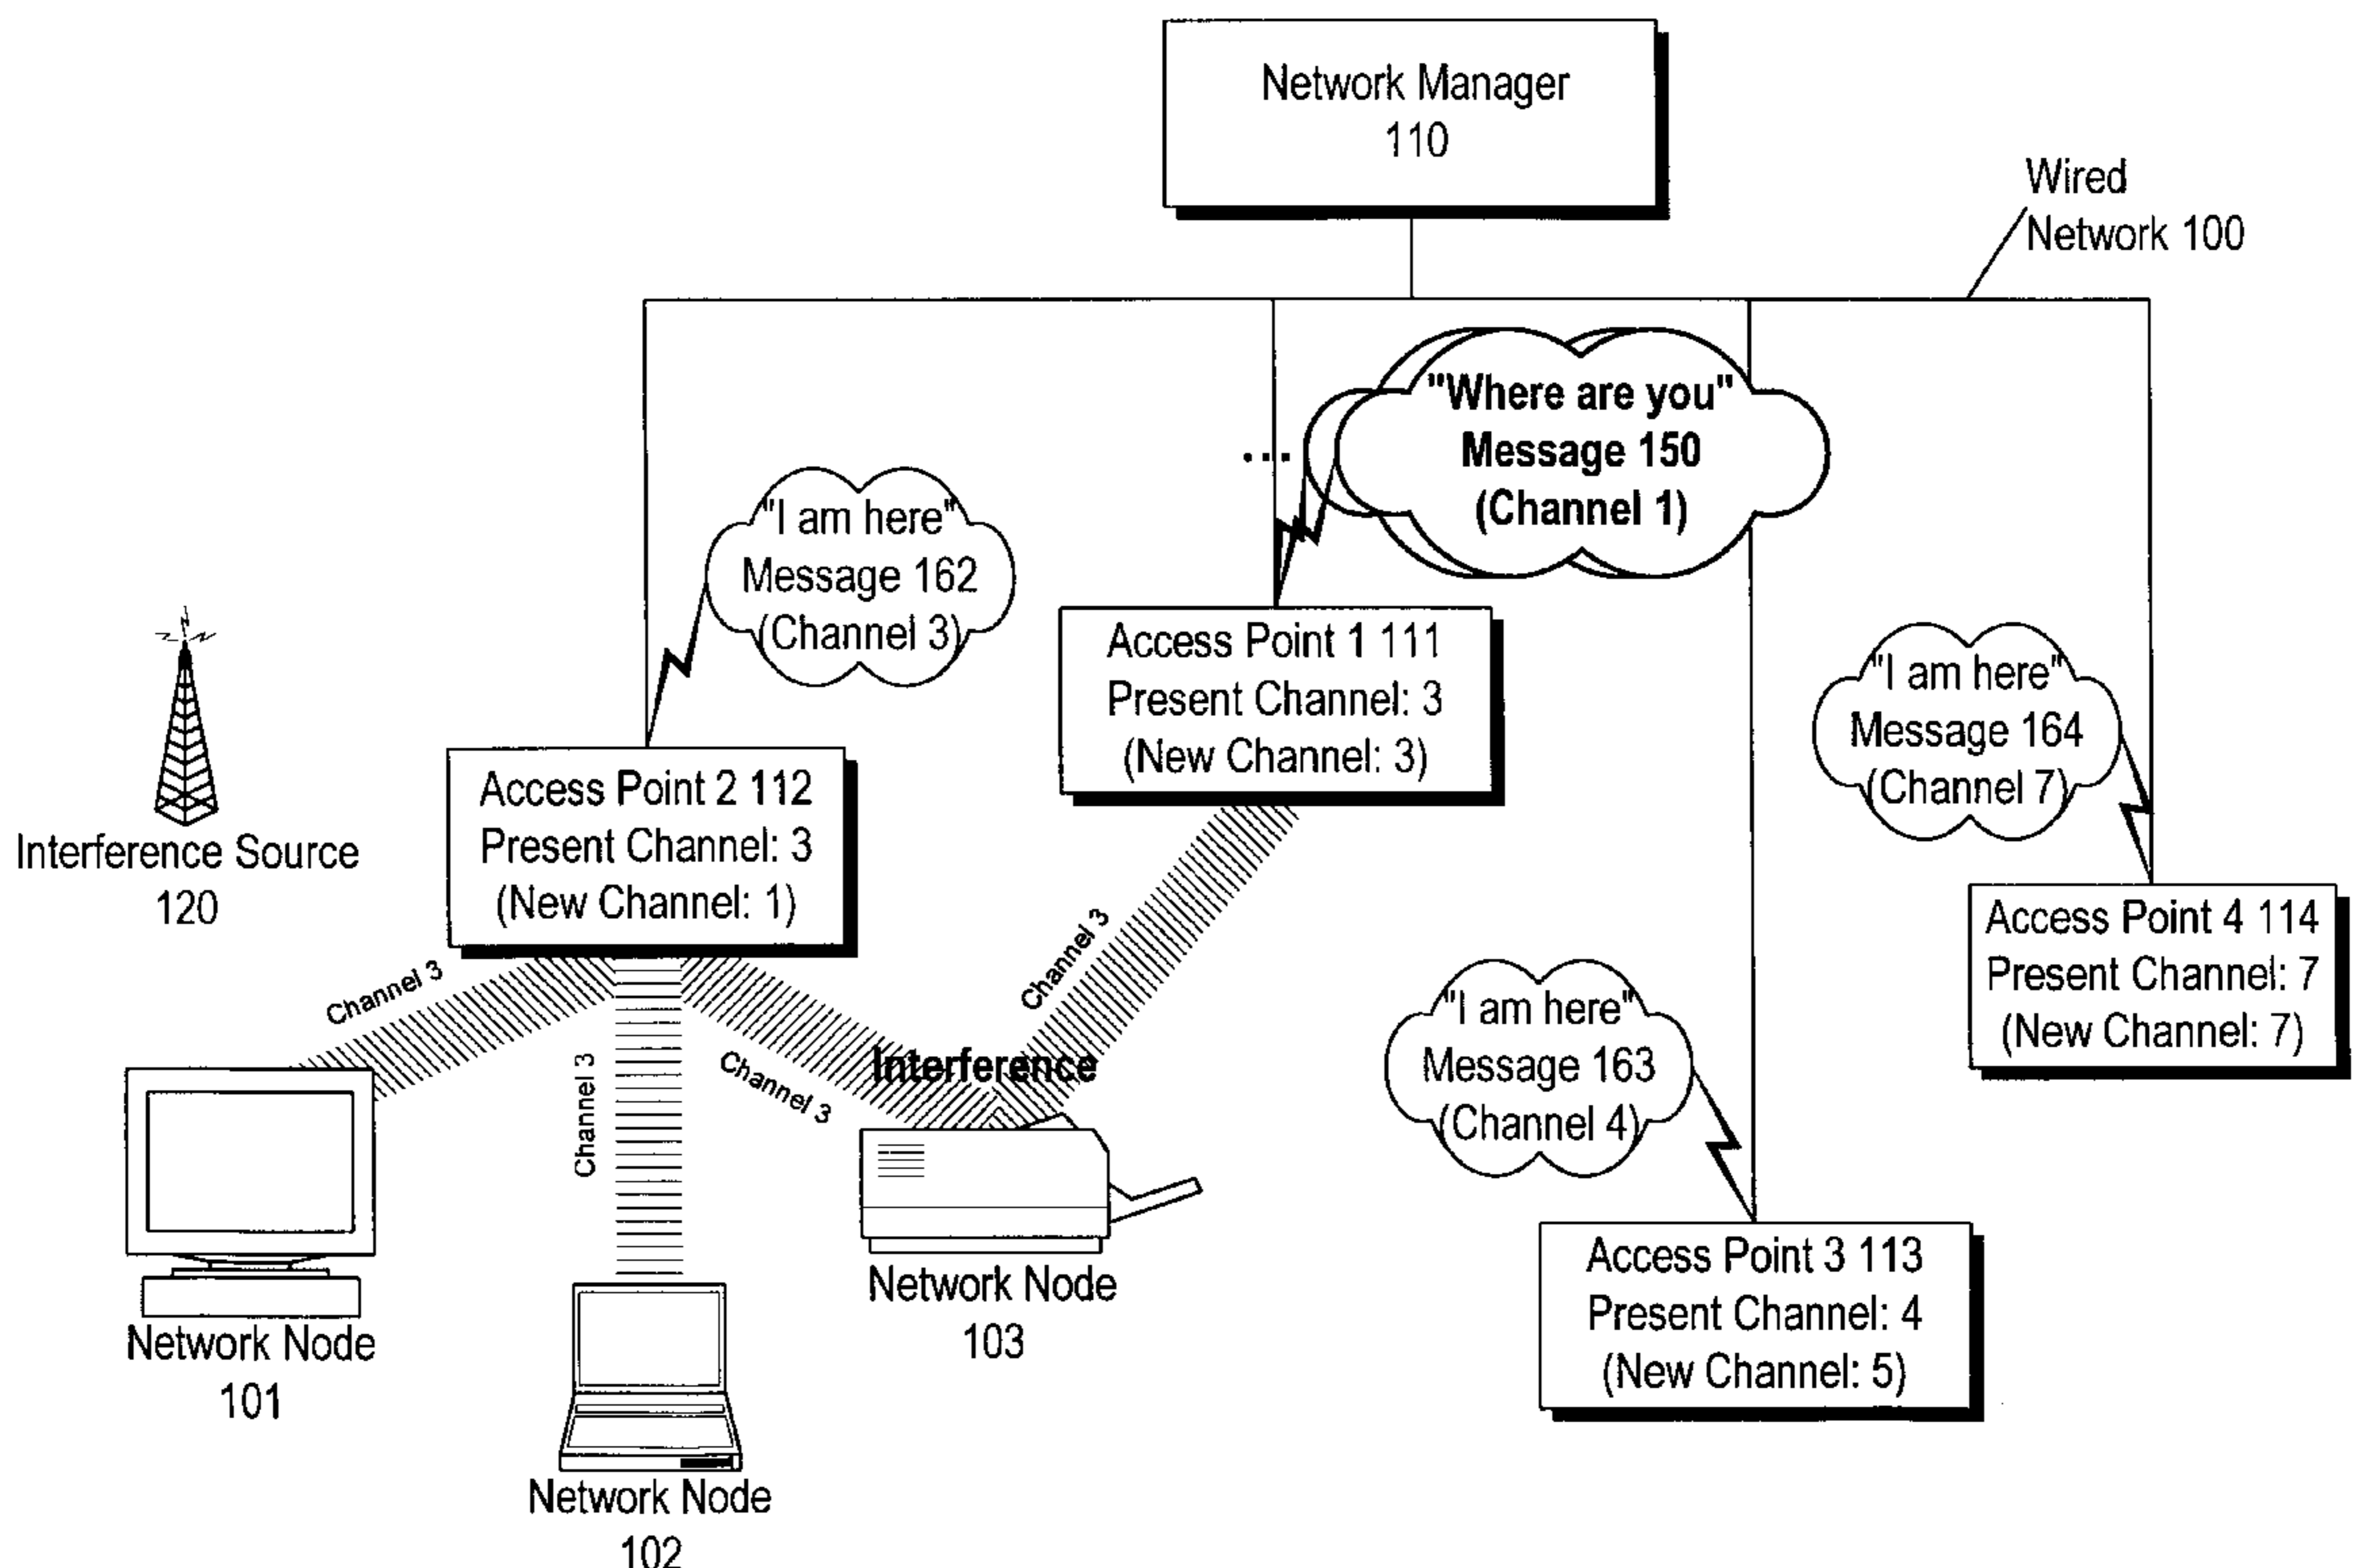 Network Manager
110
Wired
Network 100
"Where are you"
Message 150
(Channel 1)
...
"I am here"
Message 162
(Channel 3)
Access Point 1 111
Present Channel: 3
(New Channel: 3)
"I am here"
Message 164
(Channel 7)
Interference Source
120
Access Point 2 112
Present Channel: 3
(New Channel: 1)
Access Point 4 114
Present Channel: 7
(New Channel: 7)
Channel 3
Channel 3
Channel 3
Channel 3
Interference
"I am here"
Message 163
(Channel 4)
Access Point 3 113
Present Channel: 4
(New Channel: 5)
Network Node
101
Network Node
103
Network Node
102